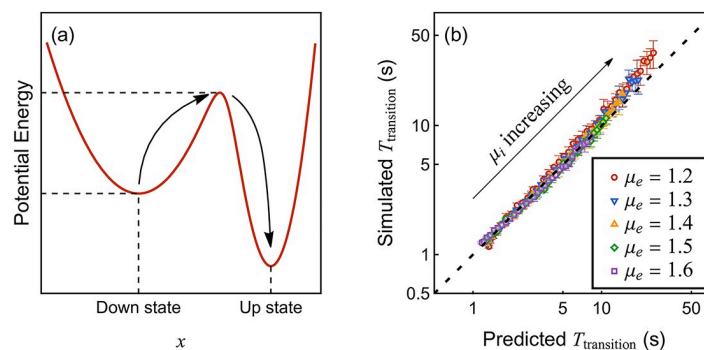 (a)
Potential Energy
Down state
Up state
x
(b)
Simulated T_transition (s)
50
10
5
1
0.5
μ_i increasing
μ_e = 1.2
μ_e = 1.3
μ_e = 1.4
μ_e = 1.5
μ_e = 1.6
1
5
10
50
Predicted T_transition (s)